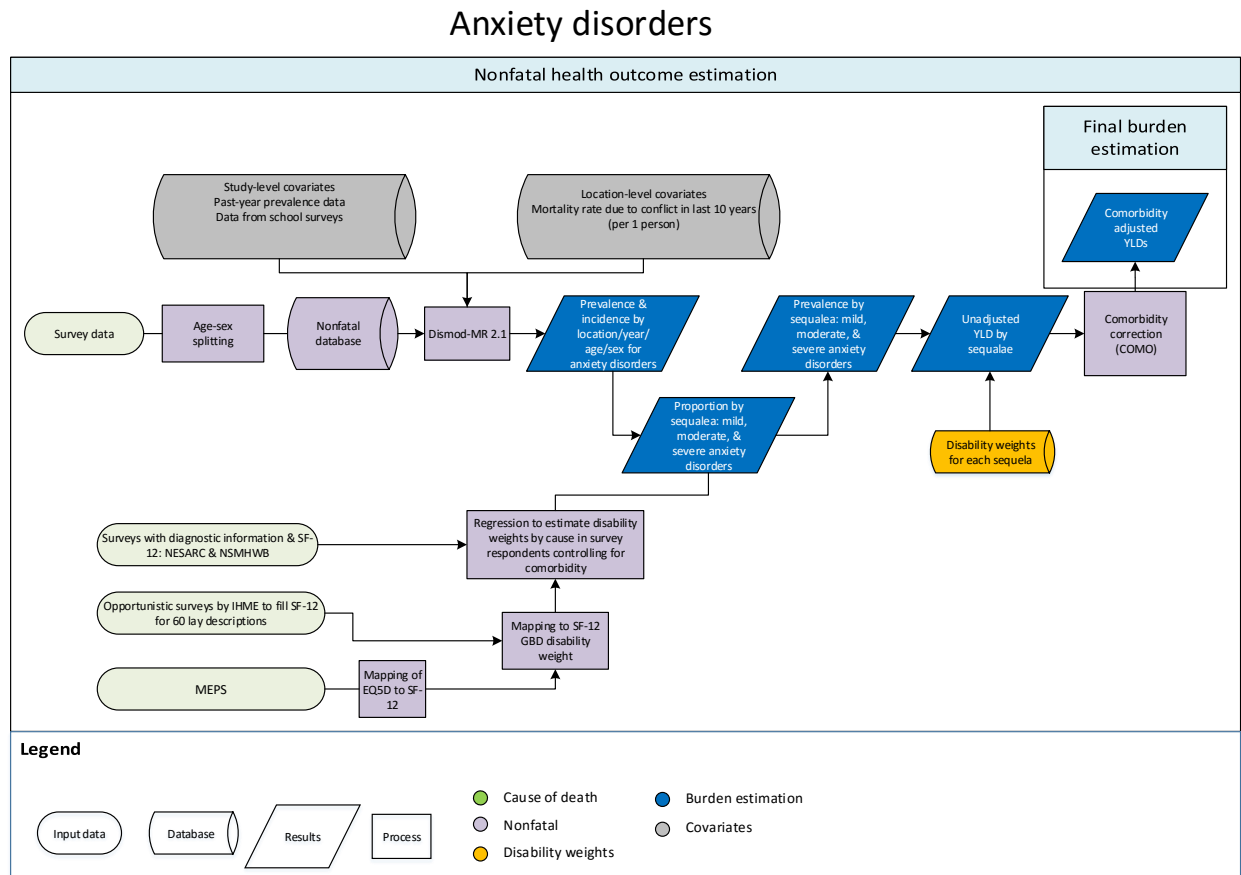 Anxiety disorders
Nonfatal health outcome estimation
Final burden
estimation
Study-level covariates
Past-year prevalence data
Data from school surveys
Location-level covariates
Mortality rate due to conflict in last 10 years
(per 1 person)
Comorbidity
adjusted
YLDs
Survey data
Age-sex
splitting
Nonfatal
database
Dismod-MR 2.1
Prevalence &
incidence by
location/year/
age/sex for
anxiety disorders
Prevalence by
sequalea: mild,
moderate, &
severe anxiety
disorders
Unadjusted
YLD by
sequalae
Comorbidity
correction
(COMO)
Proportion by
sequalea: mild,
moderate, &
severe anxiety
disorders
Disability weights
for each sequela
Surveys with diagnostic information & SF-
12: NESARC & NSMHWB
Regression to estimate disability
weights by cause in survey
respondents controlling for
comorbidity
Opportunistic surveys by IHME to fill SF-12
for 60 lay descriptions
Mapping to SF-12
GBD disability
weight
MEPS
Mapping of
EQ5D to SF-
12
Legend
Input data
Database
Results
Process
Cause of death
Nonfatal
Disability weights
Burden estimation
Covariates